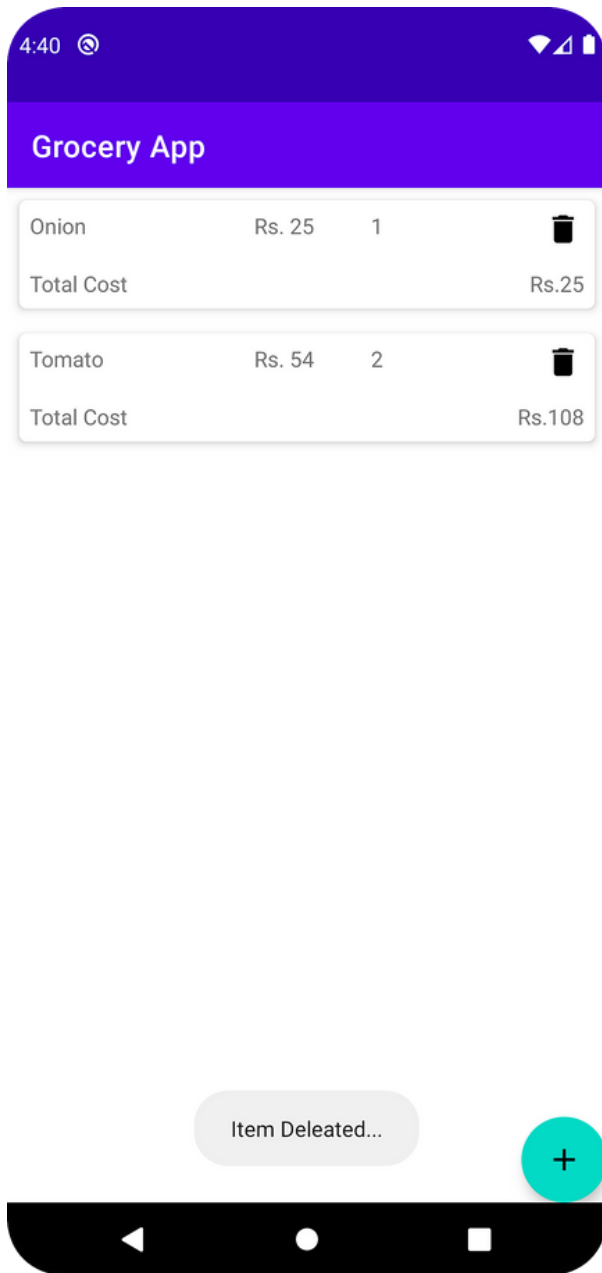 4:40
Grocery App
Onion Rs. 25 1
Total Cost Rs.25
Tomato Rs. 54 2
Total Cost Rs.108
Item Deleated...
+